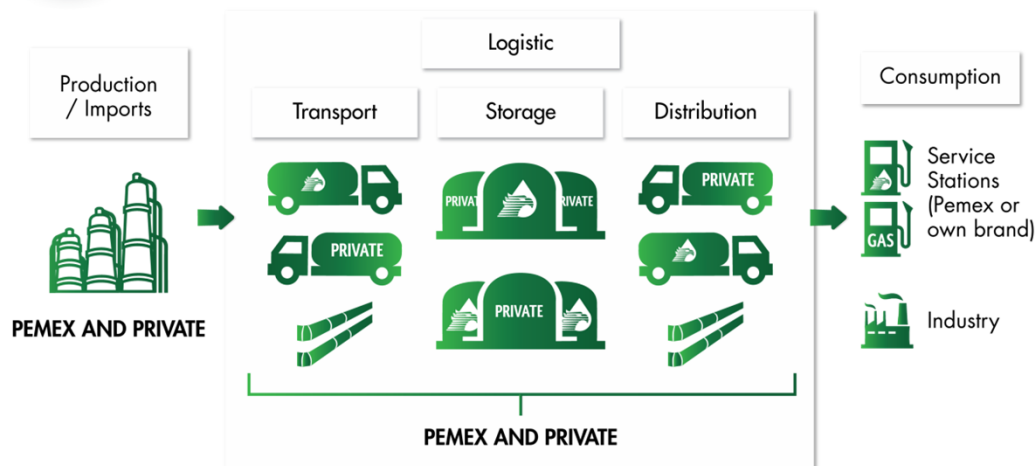 Production
/ Imports
PEMEX AND PRIVATE
Logistic
Transport
Storage
Distribution
PRIVATE
PRIVAT
PRIVATE
PRIVATE
PRIVATE
PEMEX AND PRIVATE
Consumption
GAS
Service
Stations
(Pemex or
own brand)
Industry